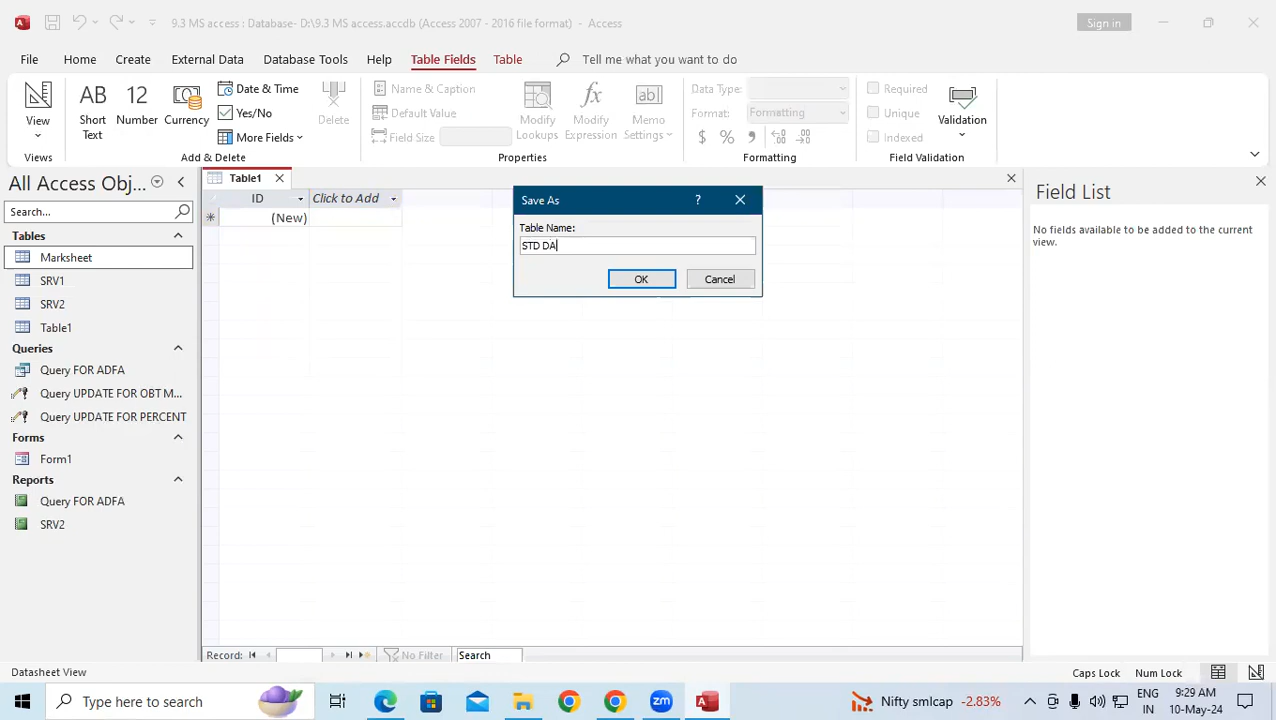 9.3 MS access : Database- D:\9.3 MS access.accdb (Access 2007 - 2016 file format) - Access
Sign in
File Home Create External Data Database Tools Help Table Fields Table Tell me what you want to do
View
Views
AB Short Text
12 Number
Currency
Date & Time
Yes/No
More Fields
Delete
Add & Delete
Name & Caption
Default Value
Field Size
Modify Lookups
fx Modify Expression
ab| Memo Settings
Properties
Data Type:
Format: Formatting
$ % ,
Formatting
Required
Unique
Indexed
Validation
Field Validation
All Access Obj...
Search...
Tables
Marksheet
SRV1
SRV2
Table1
Queries
Query FOR ADFA
Query UPDATE FOR OBT M...
Query UPDATE FOR PERCENT
Forms
Form1
Reports
Query FOR ADFA
SRV2
Table1
ID Click to Add
(New)
Save As
?
Table Name:
STD DA
OK Cancel
Field List
No fields available to be added to the current
view.
Record: No Filter Search
Datasheet View
Caps Lock Num Lock
Type here to search
zm
Nifty smlcap -2.83%
ENG
IN
9:29 AM
10-May-24